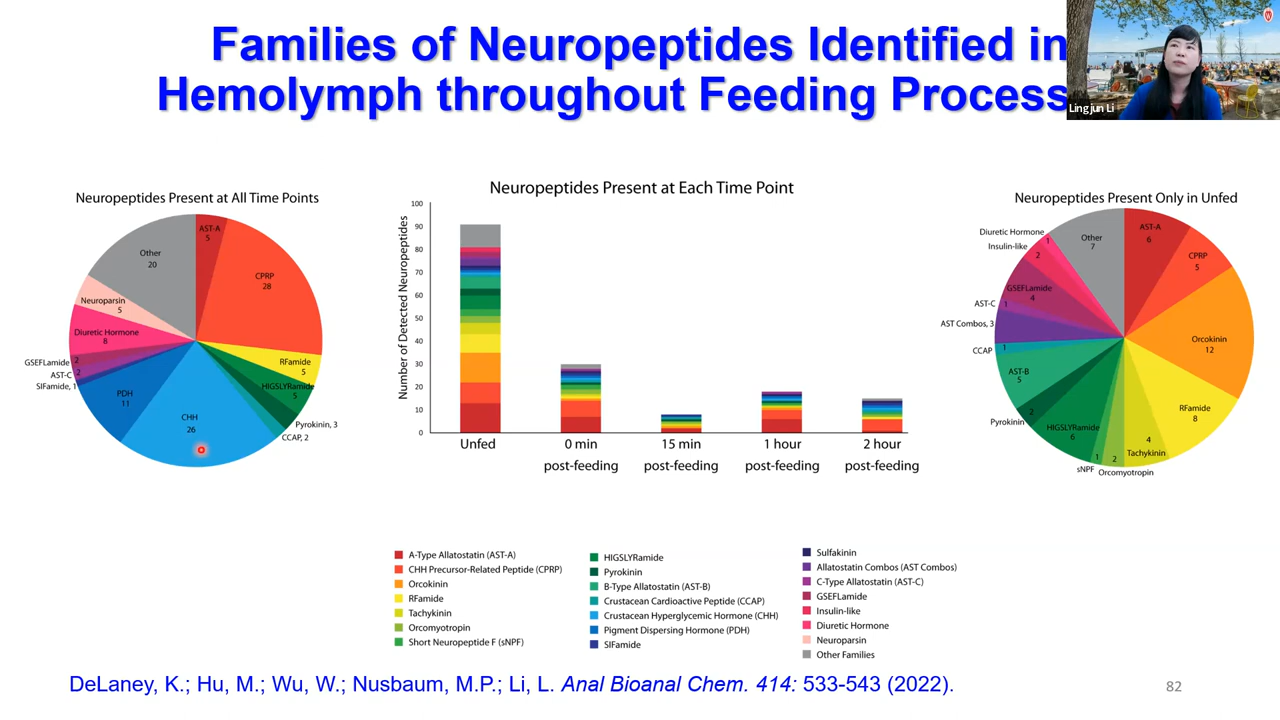 Families of Neuropeptides Identified in
Hemolymph throughout Feeding Process
Lingjun Li
Neuropeptides Present at All Time Points
AST-A
5
CPRP
28
RFamide
5
HIGSLYRamide
5
Pyrokinin, 3
CCAP, 2
CHH
26
PDH
11
SIFamide, 1
AST-C
2
GSEFLamide
2
Diuretic Hormone
8
Neuroparsin
5
Other
20
Neuropeptides Present at Each Time Point
Number of Detected Neuropeptides
100
90
80
70
60
50
40
30
20
10
0
Unfed
0 min
post-feeding
15 min
post-feeding
1 hour
post-feeding
2 hour
post-feeding
Neuropeptides Present Only in Unfed
AST-A
6
CPRP
5
Orcokinin
12
RFamide
8
4
Tachykinin
2
Orcomyotropin
1
sNPF
HIGSLYRamide
6
2
Pyrokinin
AST-B
5
1
CCAP
AST Combos, 3
AST-C
1
GSEFLamide
4
Insulin-like
2
Diuretic Hormone
1
Other
7
A-Type Allatostatin (AST-A)
CHH Precursor-Related Peptide (CPRP)
Orcokinin
RFamide
Tachykinin
Orcomyotropin
Short Neuropeptide F (sNPF)
HIGSLYRamide
Pyrokinin
B-Type Allatostatin (AST-B)
Crustacean Cardioactive Peptide (CCAP)
Crustacean Hyperglycemic Hormone (CHH)
Pigment Dispersing Hormone (PDH)
SIFamide
Sulfakinin
Allatostatin Combos (AST Combos)
C-Type Allatostatin (AST-C)
GSEFLamide
Insulin-like
Diuretic Hormone
Neuroparsin
Other Families
DeLaney, K.; Hu, M.; Wu, W.; Nusbaum, M.P.; Li, L. Anal Bioanal Chem. 414: 533-543 (2022).
82